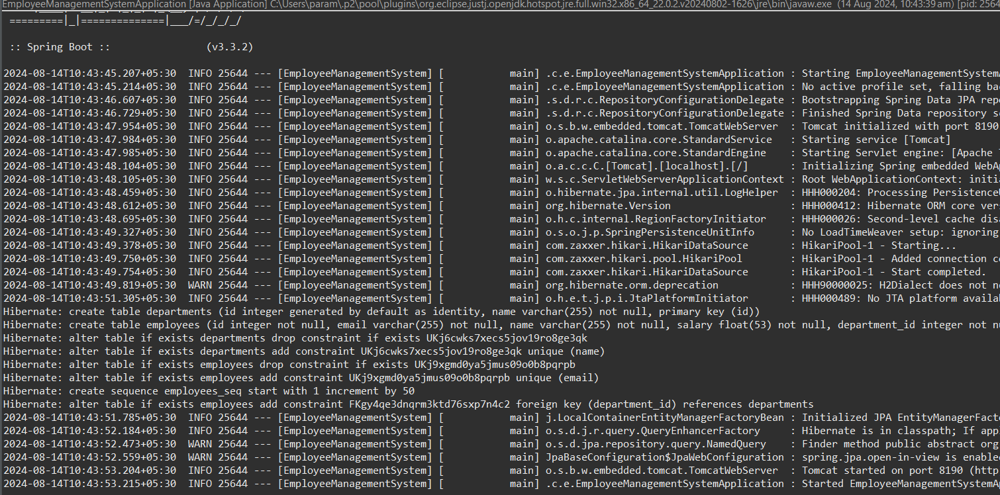 EmployeeManagementSystemApplication [Java Application] C:\Users\param\.p2\pool\plugins\org.eclipse.justj.openjdk.hotspot.jre.full.win32.x86_64_22.0.2.v20240802-1626\jre\bin\javaw.exe (14 Aug 2024, 10:43:39 am) [pid: 2564
=========|_|==============|___/=/_/_/_/
:: Spring Boot ::                (v3.3.2)
2024-08-14T10:43:45.207+05:30  INFO 25644 --- [EmployeeManagementSystem] [           main] .c.e.EmployeeManagementSystemApplication : Starting EmployeeManagementSystemA
2024-08-14T10:43:45.214+05:30  INFO 25644 --- [EmployeeManagementSystem] [           main] .c.e.EmployeeManagementSystemApplication : No active profile set, falling bac
2024-08-14T10:43:46.607+05:30  INFO 25644 --- [EmployeeManagementSystem] [           main] .s.d.r.c.RepositoryConfigurationDelegate : Bootstrapping Spring Data JPA repo
2024-08-14T10:43:46.729+05:30  INFO 25644 --- [EmployeeManagementSystem] [           main] .s.d.r.c.RepositoryConfigurationDelegate : Finished Spring Data repository sc
2024-08-14T10:43:47.954+05:30  INFO 25644 --- [EmployeeManagementSystem] [           main] o.s.b.w.embedded.tomcat.TomcatWebServer  : Tomcat initialized with port 8190
2024-08-14T10:43:47.984+05:30  INFO 25644 --- [EmployeeManagementSystem] [           main] o.apache.catalina.core.StandardService   : Starting service [Tomcat]
2024-08-14T10:43:47.985+05:30  INFO 25644 --- [EmployeeManagementSystem] [           main] o.apache.catalina.core.StandardEngine    : Starting Servlet engine: [Apache T
2024-08-14T10:43:48.104+05:30  INFO 25644 --- [EmployeeManagementSystem] [           main] o.a.c.c.C.[Tomcat].[localhost].[/]       : Initializing Spring embedded WebAp
2024-08-14T10:43:48.105+05:30  INFO 25644 --- [EmployeeManagementSystem] [           main] w.s.c.ServletWebServerApplicationContext : Root WebApplicationContext: initia
2024-08-14T10:43:48.459+05:30  INFO 25644 --- [EmployeeManagementSystem] [           main] o.hibernate.jpa.internal.util.LogHelper  : HHH000204: Processing PersistenceU
2024-08-14T10:43:48.612+05:30  INFO 25644 --- [EmployeeManagementSystem] [           main] org.hibernate.Version                    : HHH000412: Hibernate ORM core vers
2024-08-14T10:43:48.695+05:30  INFO 25644 --- [EmployeeManagementSystem] [           main] o.h.c.internal.RegionFactoryInitiator    : HHH000026: Second-level cache disa
2024-08-14T10:43:49.327+05:30  INFO 25644 --- [EmployeeManagementSystem] [           main] o.s.o.j.p.SpringPersistenceUnitInfo      : No LoadTimeWeaver setup: ignoring
2024-08-14T10:43:49.378+05:30  INFO 25644 --- [EmployeeManagementSystem] [           main] com.zaxxer.hikari.HikariDataSource       : HikariPool-1 - Starting...
2024-08-14T10:43:49.750+05:30  INFO 25644 --- [EmployeeManagementSystem] [           main] com.zaxxer.hikari.pool.HikariPool        : HikariPool-1 - Added connection co
2024-08-14T10:43:49.754+05:30  INFO 25644 --- [EmployeeManagementSystem] [           main] com.zaxxer.hikari.HikariDataSource       : HikariPool-1 - Start completed.
2024-08-14T10:43:49.819+05:30  WARN 25644 --- [EmployeeManagementSystem] [           main] org.hibernate.orm.deprecation            : HHH90000025: H2Dialect does not ne
2024-08-14T10:43:51.305+05:30  INFO 25644 --- [EmployeeManagementSystem] [           main] o.h.e.t.j.p.i.JtaPlatformInitiator       : HHH000489: No JTA platform availab
Hibernate: create table departments (id integer generated by default as identity, name varchar(255) not null, primary key (id))
Hibernate: create table employees (id integer not null, email varchar(255) not null, name varchar(255) not null, salary float(53) not null, department_id integer not nu
Hibernate: alter table if exists departments drop constraint if exists UKj6cwks7xecs5jov19ro8ge3qk
Hibernate: alter table if exists departments add constraint UKj6cwks7xecs5jov19ro8ge3qk unique (name)
Hibernate: alter table if exists employees drop constraint if exists UKj9xgmd0ya5jmus09o0b8pqrpb
Hibernate: alter table if exists employees add constraint UKj9xgmd0ya5jmus09o0b8pqrpb unique (email)
Hibernate: create sequence employees_seq start with 1 increment by 50
Hibernate: alter table if exists employees add constraint FKgy4qe3dnqrm3ktd76sxp7n4c2 foreign key (department_id) references departments
2024-08-14T10:43:51.785+05:30  INFO 25644 --- [EmployeeManagementSystem] [           main] j.LocalContainerEntityManagerFactoryBean : Initialized JPA EntityManagerFacto
2024-08-14T10:43:52.184+05:30  INFO 25644 --- [EmployeeManagementSystem] [           main] o.s.d.j.r.query.QueryEnhancerFactory     : Hibernate is in classpath; If app
2024-08-14T10:43:52.473+05:30  WARN 25644 --- [EmployeeManagementSystem] [           main] o.s.d.jpa.repository.query.NamedQuery    : Finder method public abstract org
2024-08-14T10:43:52.559+05:30  WARN 25644 --- [EmployeeManagementSystem] [           main] JpaBaseConfiguration$JpaWebConfiguration : spring.jpa.open-in-view is enabled
2024-08-14T10:43:53.204+05:30  INFO 25644 --- [EmployeeManagementSystem] [           main] o.s.b.w.embedded.tomcat.TomcatWebServer  : Tomcat started on port 8190 (http
2024-08-14T10:43:53.215+05:30  INFO 25644 --- [EmployeeManagementSystem] [           main] .c.e.EmployeeManagementSystemApplication : Started EmployeeManagementSystemAp